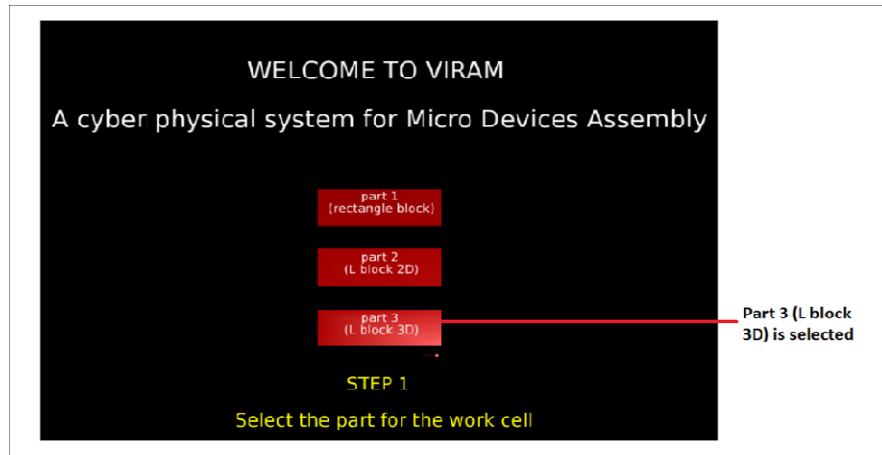 WELCOME TO VIRAM
A cyber physical system for Micro Devices Assembly
part 1
(rectangle block)
part 2
(L block 2D)
part 3
(L block 3D)
Part 3 (L block
3D) is selected
STEP 1
Select the part for the work cell